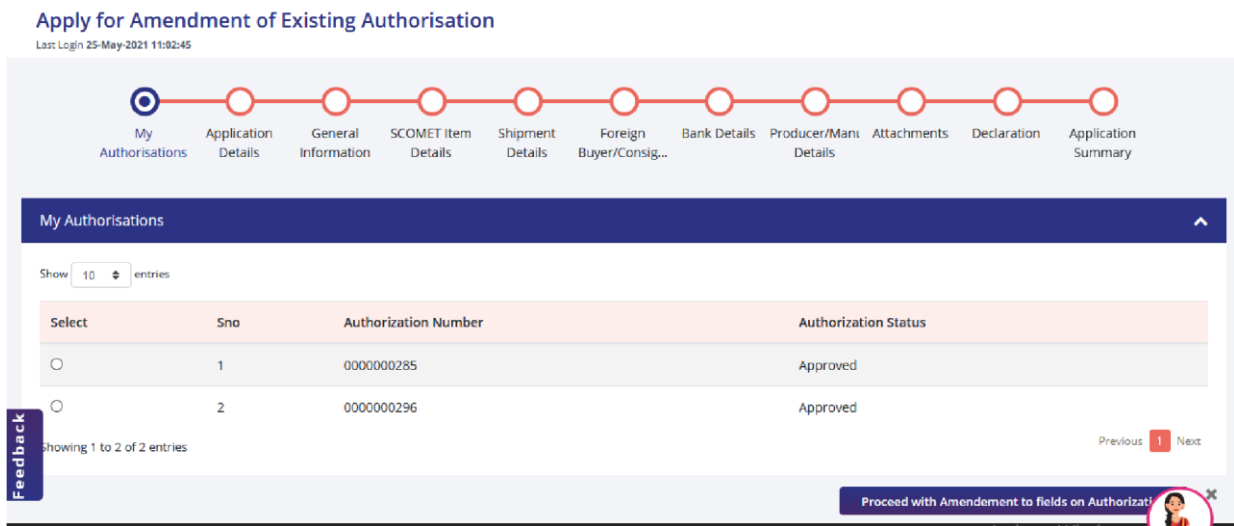 Apply for Amendment of Existing Authorisation
Last Login 25-May-2021 11:02:45
My Authorisations
Application Details
General Information
SCOMET Item Details
Shipment Details
Foreign Buyer/Consig...
Bank Details
Producer/Manu Details
Attachments
Declaration
Application Summary
My Authorisations
Show 10 entries
Select Sno Authorization Number Authorization Status
1 0000000285 Approved
2 0000000296 Approved
Showing 1 to 2 of 2 entries
Previous 1 Next
Feedback
Proceed with Amendement to fields on Authorizati